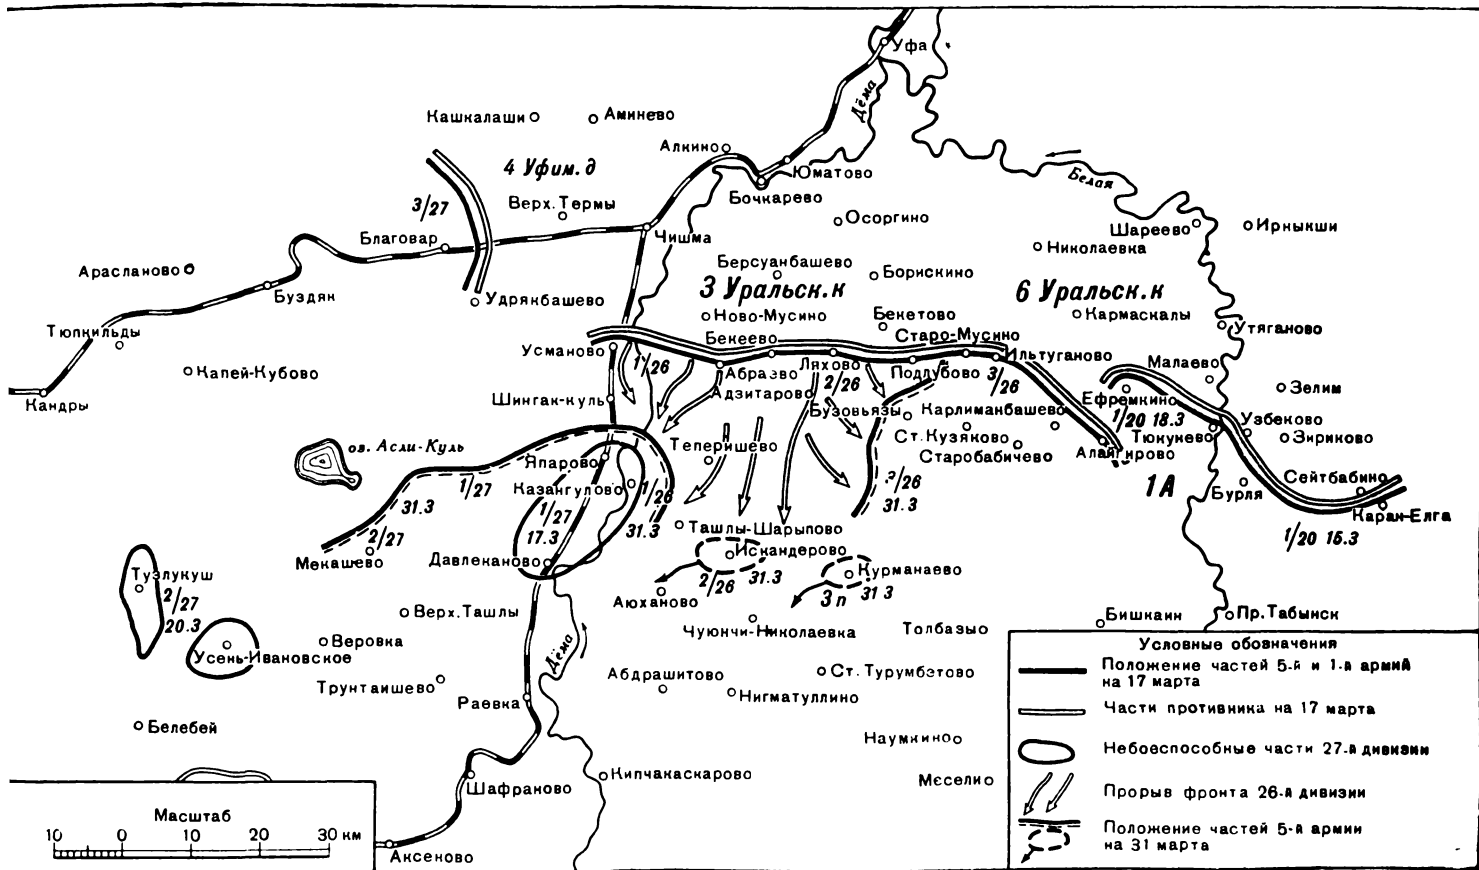 Уфа
Дёма
Кашкалаши
Аминево
Алкино
4 Уфим. д
Юматово
Белая
3/27
Верх. Термы
Бочкарево
Осоргино
Шареево
Ирныкши
Благовар
Чишма
Николаевка
Арасланово
Берсуанбашево
Борискино
Буздяк
Удрякбашево
3 Уральск. к
6 Уральск. к
Тюпкильды
Ново-Мусино
Бекетово
Кармаскалы
Утяганово
Усманово
Бекеево
Старо-Мусино
Ильтуганово
Малаево
Капей-Кубово
1/26
Абраево
Ляхово
2/26
Поддубово
3/26
Зелим
Кандры
Шингак-куль
Адзитарово
Бузовьязы
Карлиманбашево
Ефремкино
1/20 18.3
Узбеково
оз. Асли-Куль
Теперишево
Ст. Кузяково
Старобабичево
Алайгирово
Тюкунево
Зириково
Япарово
1/27
Казангулово
1/26
31.3
31.3
1/27
17.3
/26
31.3
1 А
Бурля
Сейтбабино
Каран-Елга
1/20 15.3
2/27
Мекашево
Давлеканово
Ташлы-Шарыпово
Искандерово
2/26
31.3
Курманаево
3 п
31 3
Тузлукуш
2/27
20.3
Верх. Ташлы
Аюханово
Чуюнчи-Николаевка
Толбазы
Бишкаин
Пр. Табынск
Усень-Ивановское
Веровка
Дёма
Трунтаишево
Абдрашитово
Ст. Турумбетово
Нигматуллино
Раевка
Белебей
Наумкино
Шафраново
Кипчакаскарово
Меселио
Аксеново
Масштаб
10 0 10 20 30 км
Условные обозначения
Положение частей 5-й и 1-й армий
на 17 марта
Части противника на 17 марта
Небоеспособные части 27-й дивизии
Прорыв фронта 26-й дивизии
Положение частей 5-й армии
на 31 марта